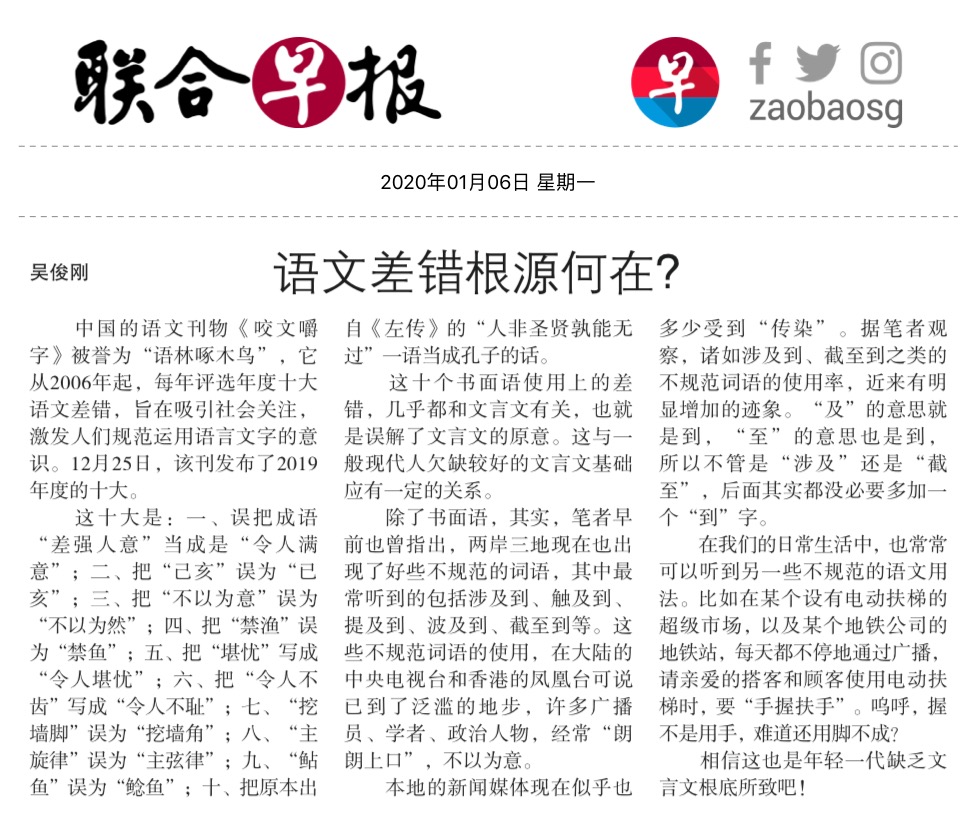 联合早报
早
zaobaosg
2020年01月06日 星期一
吴俊刚
语文差错根源何在?
中国的语文刊物《咬文嚼
字》被誉为“语林啄木鸟”，它
从2006年起，每年评选年度十大
语文差错，旨在吸引社会关注，
激发人们规范运用语言文字的意
识。12月25日，该刊发布了2019
年度的十大。
这十大是：一、误把成语
“差强人意”当成是“令人满
意”；二、把“己亥”误为“已
亥”；三、把“不以为意”误为
“不以为然”；四、把“禁渔”误
为“禁鱼”；五、把“堪忧”写成
“令人堪忧”；六、把“令人不
齿”写成“令人不耻”；七、“挖
墙脚”误为“挖墙角”；八、“主
旋律”误为“主弦律”；九、“鲇
鱼”误为“鲶鱼”；十、把原本出
自《左传》的“人非圣贤孰能无
过”一语当成孔子的话。
这十个书面语使用上的差
错，几乎都和文言文有关，也就
是误解了文言文的原意。这与一
般现代人欠缺较好的文言文基础
应有一定的关系。
除了书面语，其实，笔者早
前也曾指出，两岸三地现在也出
现了好些不规范的词语，其中最
常听到的包括涉及到、触及到、
提及到、波及到、截至到等。这
些不规范词语的使用，在大陆的
中央电视台和香港的凤凰台可说
已到了泛滥的地步，许多广播
员、学者、政治人物，经常“朗
朗上口”，不以为意。
本地的新闻媒体现在似乎也
多少受到“传染”。据笔者观
察，诸如涉及到、截至到之类的
不规范词语的使用率，近来有明
显增加的迹象。“及”的意思就
是到，“至”的意思也是到，
所以不管是“涉及”还是“截
至”，后面其实都没必要多加一
个“到”字。
在我们的日常生活中，也常常
可以听到另一些不规范的语文用
法。比如在某个设有电动扶梯的
超级市场，以及某个地铁公司的
地铁站，每天都不停地通过广播，
请亲爱的搭客和顾客使用电动扶
梯时，要“手握扶手”。呜呼，握
不是用手，难道还用脚不成？
相信这也是年轻一代缺乏文
言文根底所致吧！